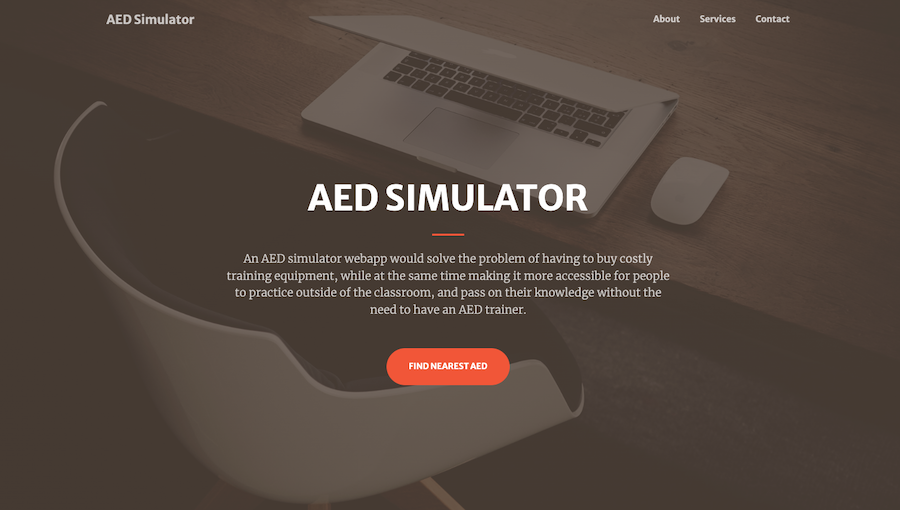 AED Simulator
About Services Contact
AED SIMULATOR
An AED simulator webapp would solve the problem of having to buy costly
training equipment, while at the same time making it more accessible for people
to practice outside of the classroom, and pass on their knowledge without the
need to have an AED trainer.
FIND NEAREST AED